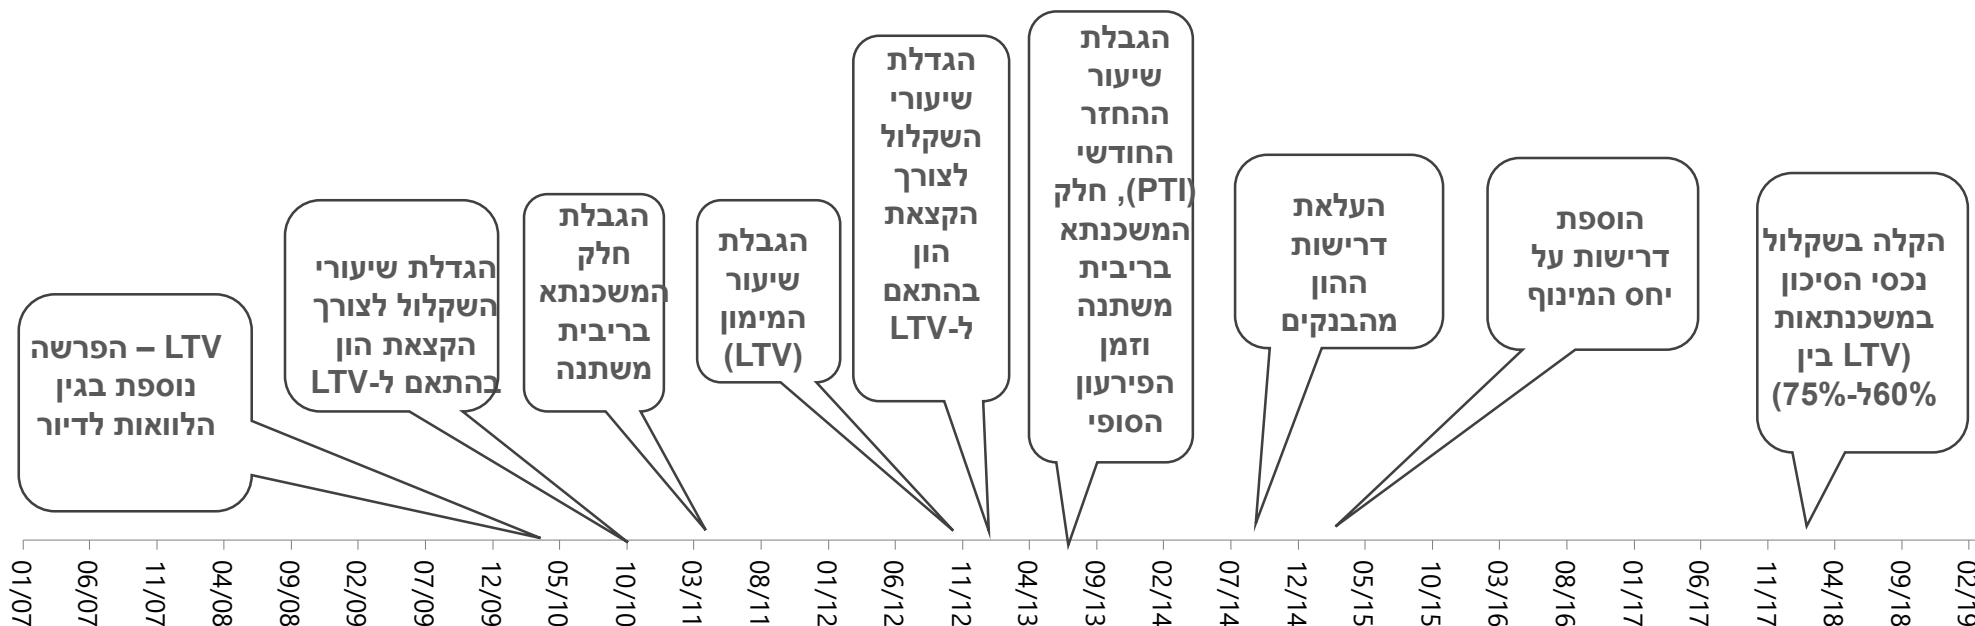 LTV – הפרשה
נוספת בגין
הלוואות לדיור
הגדלת שיעורי
השקלול לצורך
הקצאת הון
בהתאם ל-LTV
הגבלת
חלק
המשכנתא
בריבית
משתנה
הגבלת
שיעור
המימון
(LTV)
הגדלת
שיעורי
השקלול
לצורך
הקצאת
הון
בהתאם
ל-LTV
הגבלת
שיעור
ההחזר
החודשי
(PTI), חלק
המשכנתא
בריבית
משתנה
וזמן
הפירעון
הסופי
העלאת
דרישות
ההון
מהבנקים
הוספת
דרישות על
יחס המינוף
הקלה בשקלול
נכסי הסיכון
במשכנתאות
(LTV בין
60%ל-75%)
01/07
06/07
11/07
04/08
09/08
02/09
07/09
12/09
05/10
10/10
03/11
08/11
01/12
06/12
11/12
04/13
09/13
02/14
07/14
12/14
05/15
10/15
03/16
08/16
01/17
06/17
11/17
04/18
09/18
02/19